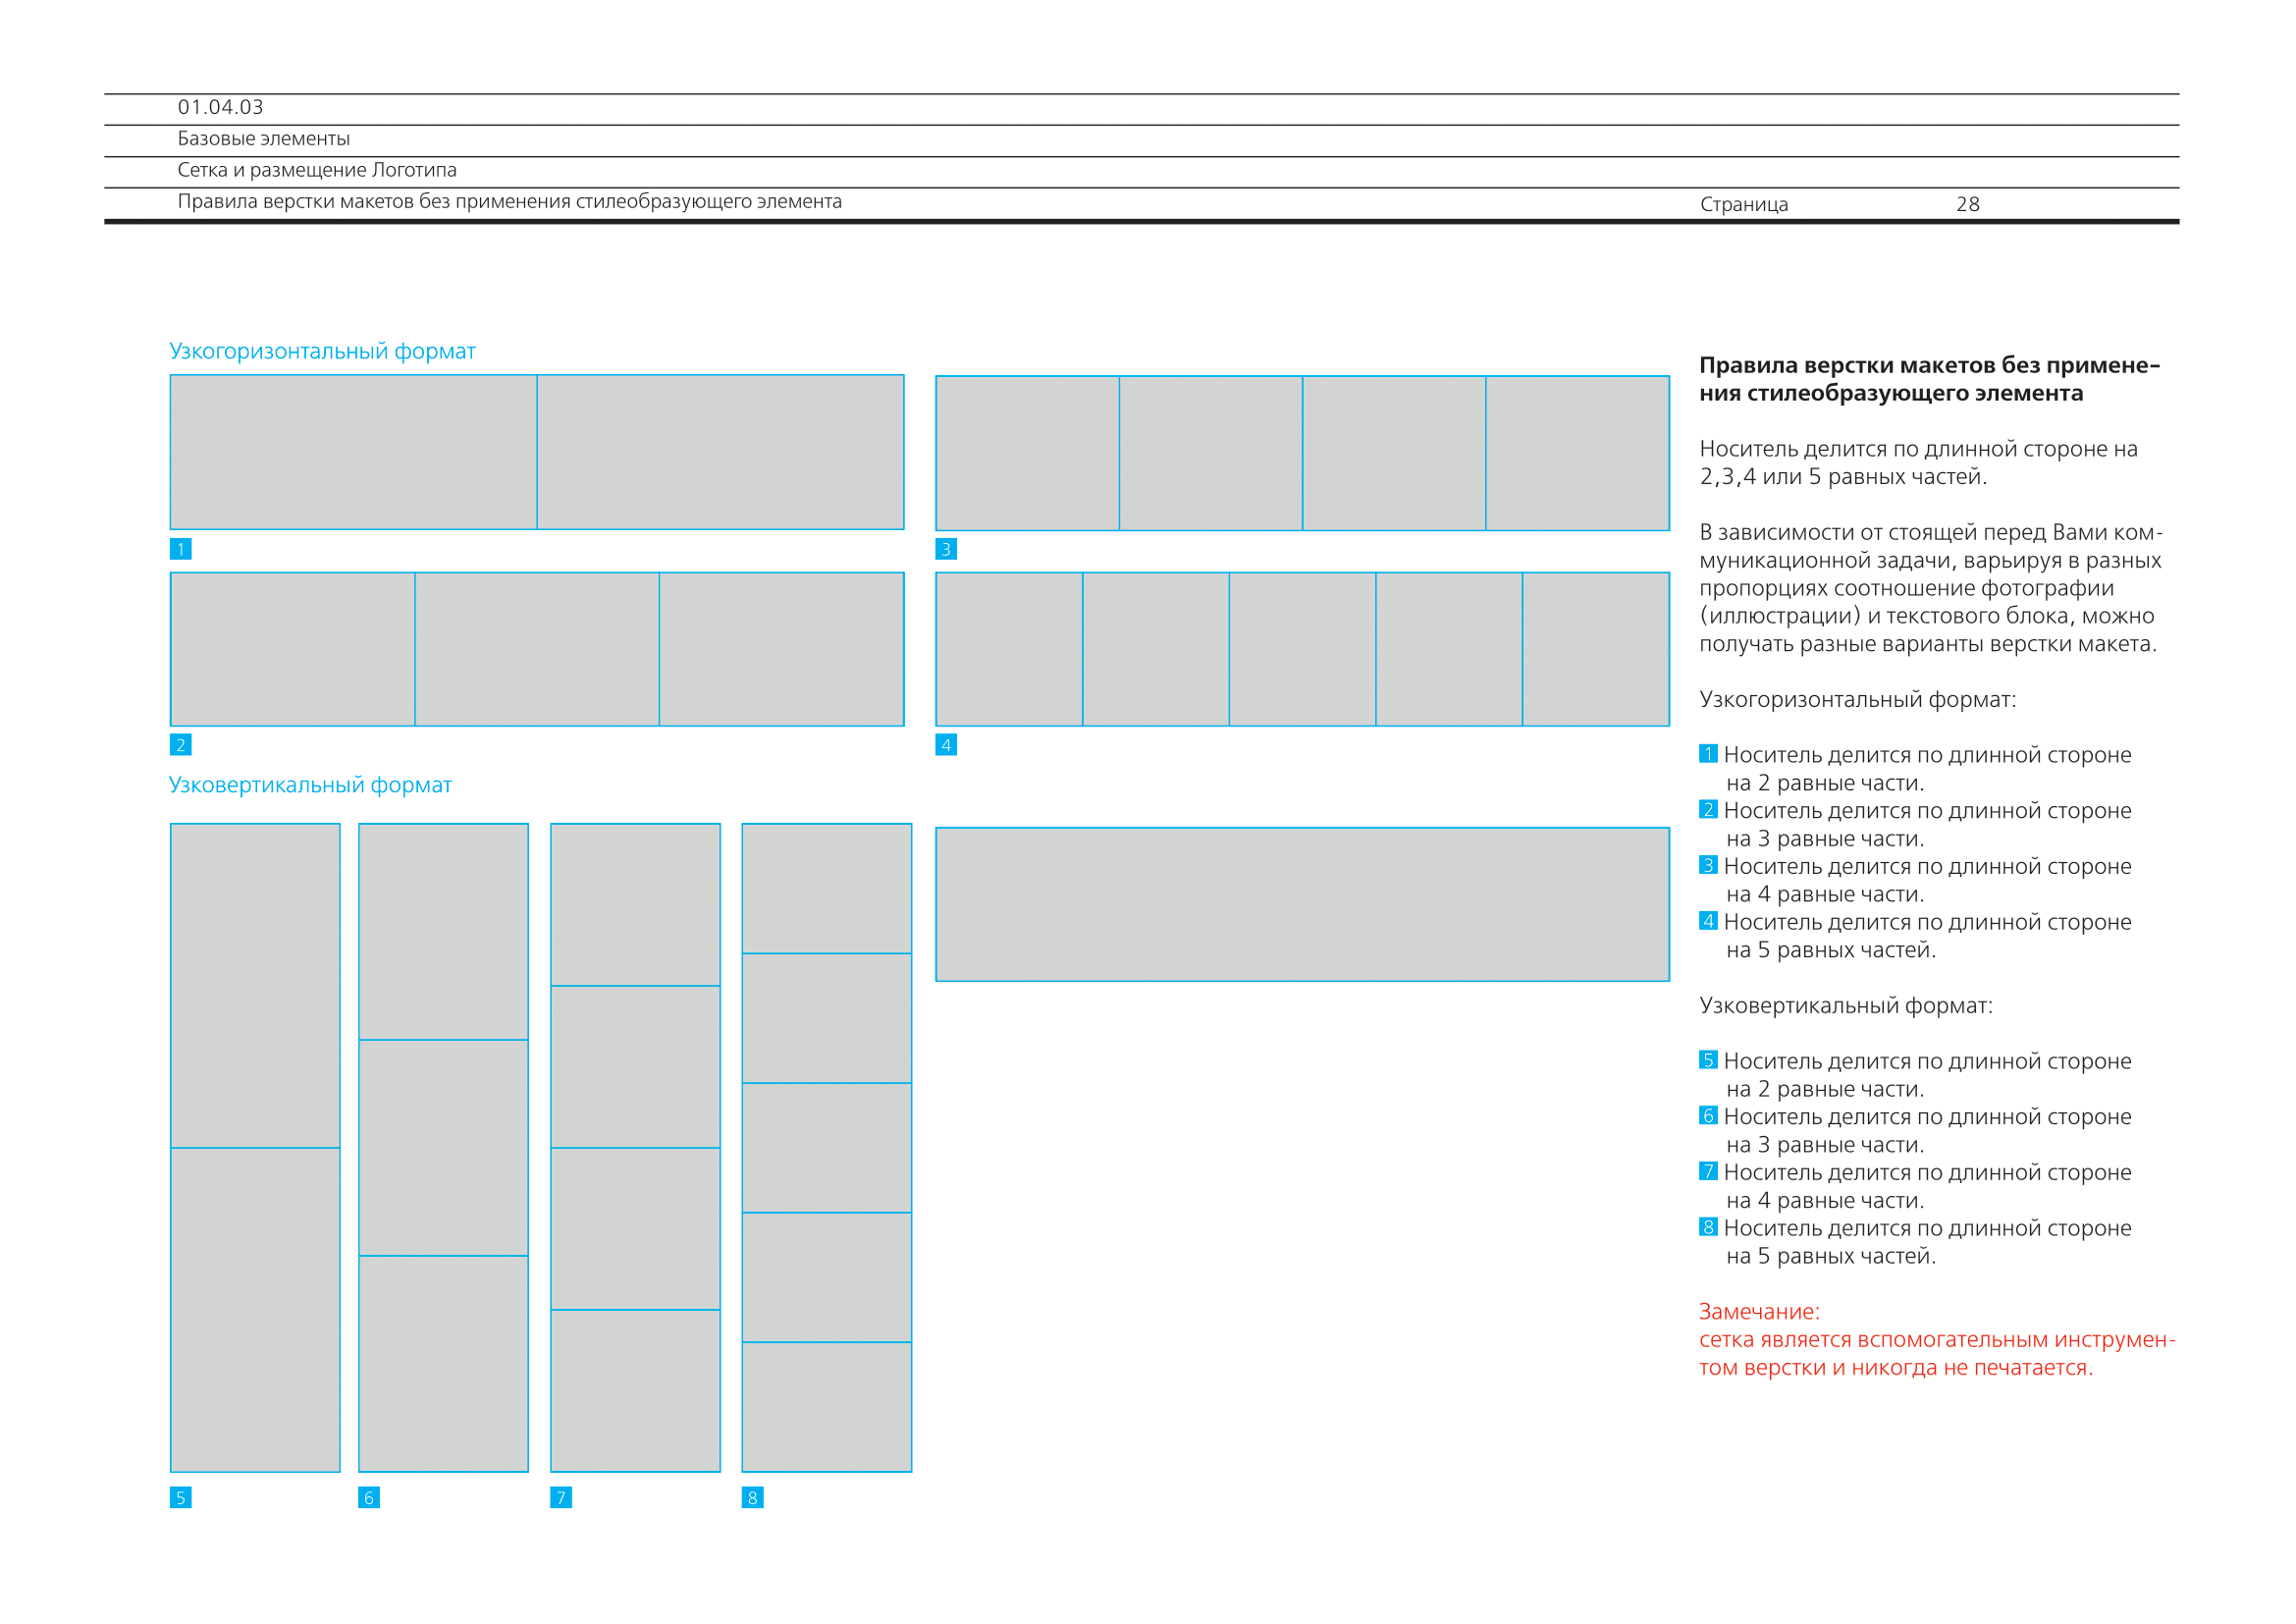 01.04.03
Базовые элементы
Сетка и размещение Логотипа
Правила верстки макетов без применения стилеобразующего элемента
Страница 28
Узкогоризонтальный формат
1
3
2
4
Узковертикальный формат
5
6
7
8
Правила верстки макетов без примене-
ния стилеобразующего элемента
Носитель делится по длинной стороне на
2,3,4 или 5 равных частей.
В зависимости от стоящей перед Вами ком-
муникационной задачи, варьируя в разных
пропорциях соотношение фотографии
(иллюстрации) и текстового блока, можно
получать разные варианты верстки макета.
Узкогоризонтальный формат:
1 Носитель делится по длинной стороне
на 2 равные части.
2 Носитель делится по длинной стороне
на 3 равные части.
3 Носитель делится по длинной стороне
на 4 равные части.
4 Носитель делится по длинной стороне
на 5 равных частей.
Узковертикальный формат:
5 Носитель делится по длинной стороне
на 2 равные части.
6 Носитель делится по длинной стороне
на 3 равные части.
7 Носитель делится по длинной стороне
на 4 равные части.
8 Носитель делится по длинной стороне
на 5 равных частей.
Замечание:
сетка является вспомогательным инструмен-
том верстки и никогда не печатается.